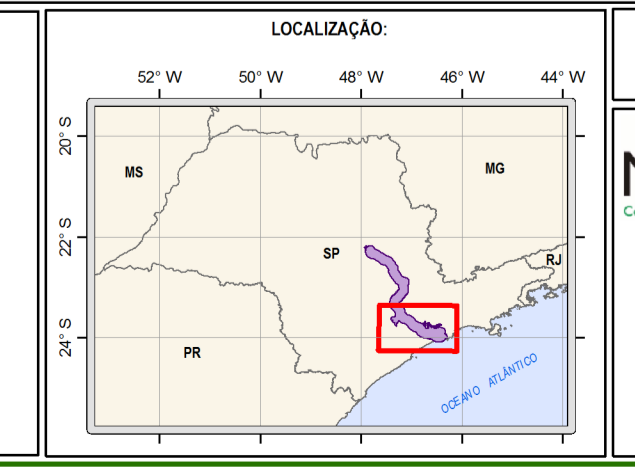 LOCALIZAÇÃO:
52° W 50° W 48° W 46° W 44° W
20° S
22° S
24° S
MS
MG
SP
RJ
PR
OCEANO ATLÂNTICO